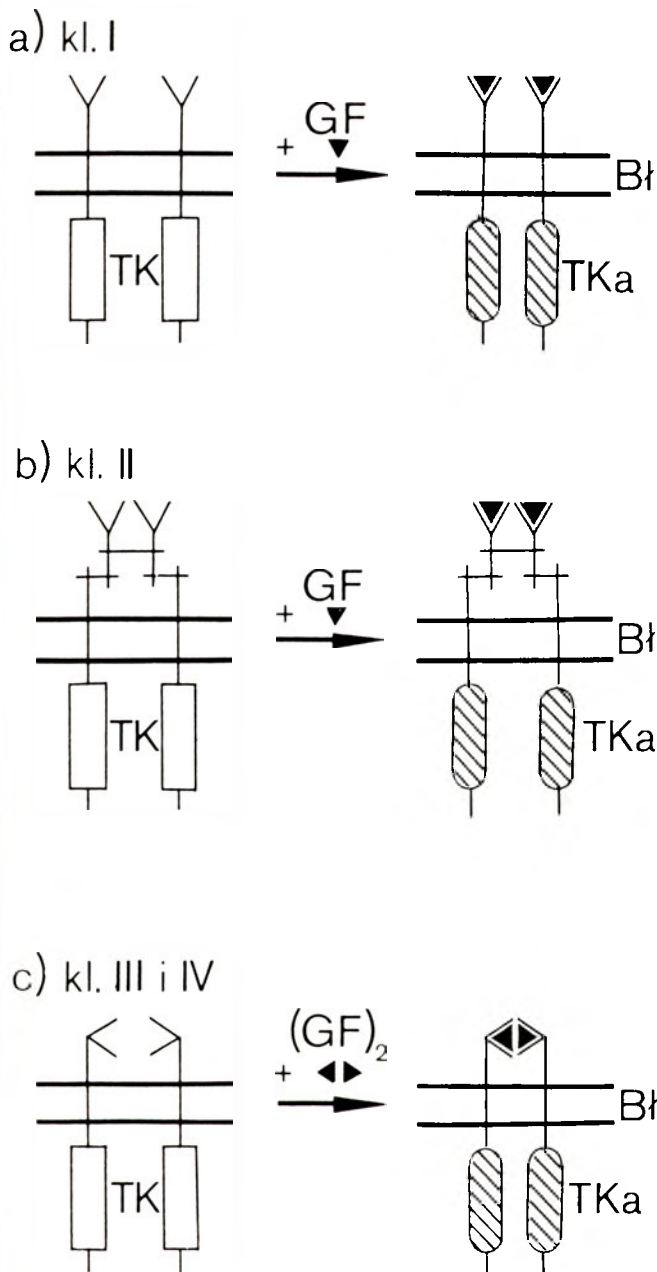 a) kl. I
+ GF
TK
TKa
Bł
b) kl. II
+ GF
TK
TKa
Bł
c) kl. III i IV
+ (GF)₂
TK
TKa
Bł